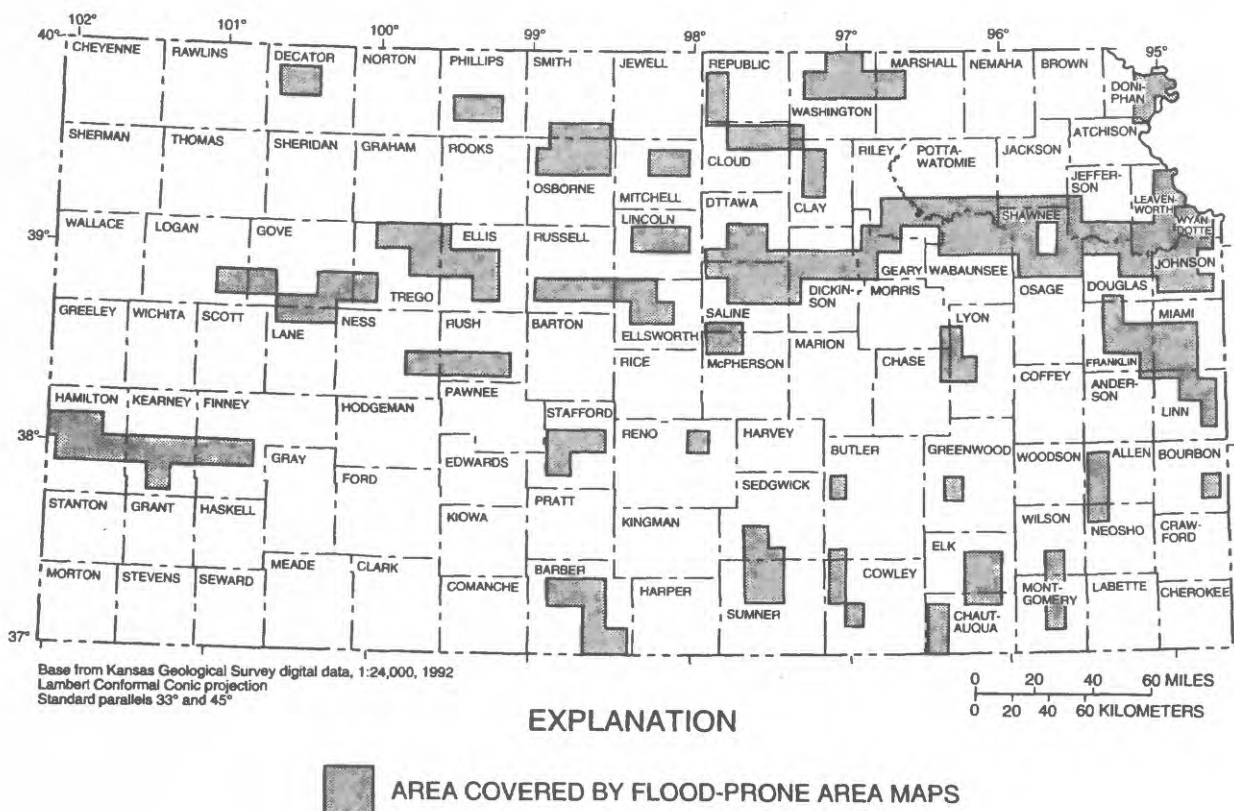 102° 101° 100° 99° 98° 97° 96° 95°
40°
CHEYENNE RAWLINS DECATOR NORTON PHILLIPS SMITH JEWELL REPUBLIC WASHINGTON MARSHALL NEMAHA BROWN DONI-
PHAN
SHERMAN THOMAS SHERIDAN GRAHAM ROOKS OSBORNE MITCHELL CLOUD CLAY RILEY POTTA-
WATOMIE JACKSON ATCHISON
JEFFER-
SON LEAVEN-
WORTH WYAN
DOTTE
39°
WALLACE LOGAN GOVE TREGO ELLIS RUSSELL LINCOLN OTTAWA SALINE DICKIN-
SON GEARY WABAUNSEE SHAWNEE DOUGLAS JOHNSON
GREELEY WICHITA SCOTT LANE NESS RUSH BARTON ELLSWORTH RICE McPHERSON MARION MORRIS CHASE LYON OSAGE FRANKLIN MIAMI
COFFEY ANDER-
SON LINN
38°
HAMILTON KEARNEY FINNEY HODGEMAN PAWNEE STAFFORD RENO HARVEY BUTLER GREENWOOD WOODSON ALLEN BOURBON
GRAY FORD EDWARDS PRATT KIOWA KINGMAN SEDGWICK
STANTON GRANT HASKELL ELK WILSON NEOSHO CRAW-
FORD
37°
MORTON STEVENS SEWARD MEADE CLARK COMANCHE BARBER HARPER SUMNER COWLEY CHAUT-
AUQUA MONT-
GOMERY LABETTE CHEROKEE
Base from Kansas Geological Survey digital data, 1:24,000, 1992
Lambert Conformal Conic projection
Standard parallels 33° and 45°
0 20 40 60 MILES
0 20 40 60 KILOMETERS
EXPLANATION
AREA COVERED BY FLOOD-PRONE AREA MAPS